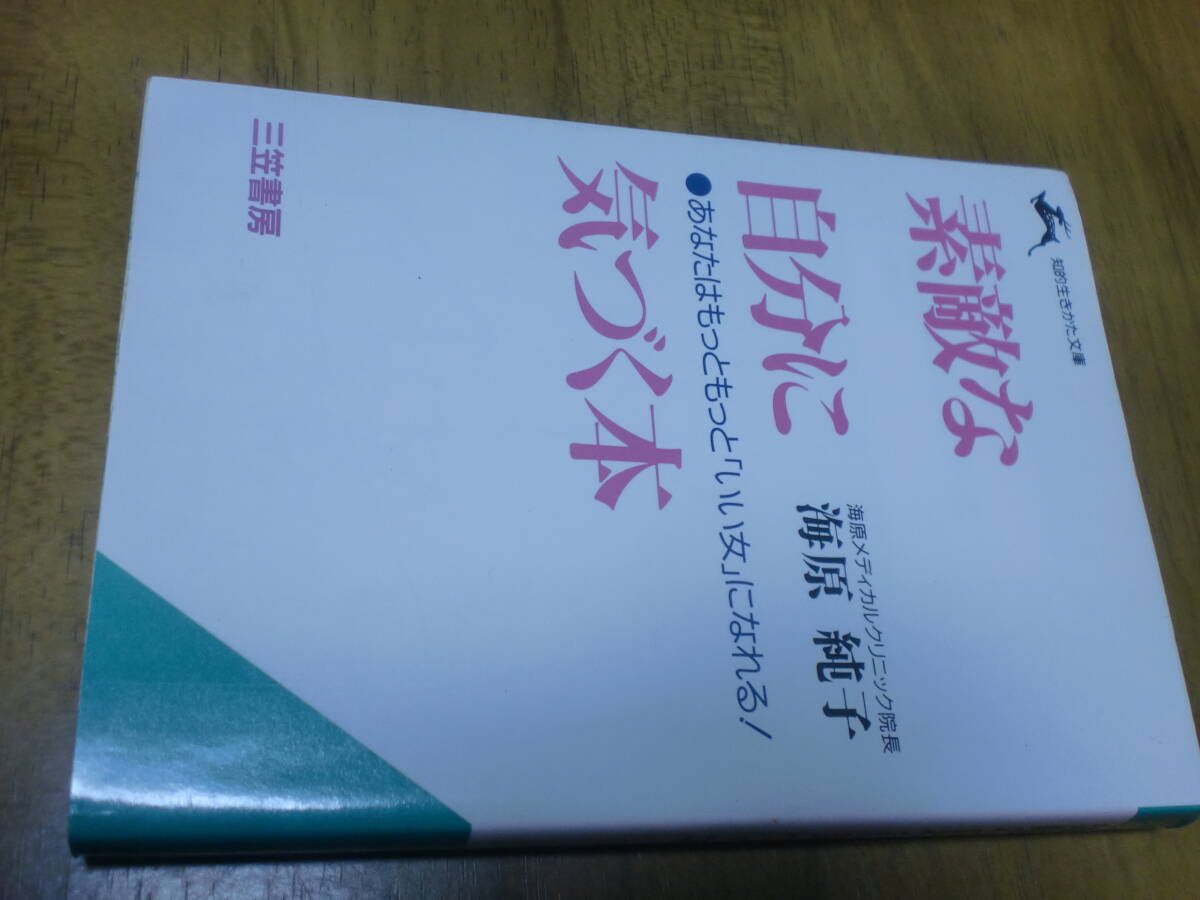 知的生きかた文庫
素敵な
自分に
気づく本
●あなたはもっともっと「いい女」になれる!
海原メディカルクリニック院長
海原 純子
三笠書房